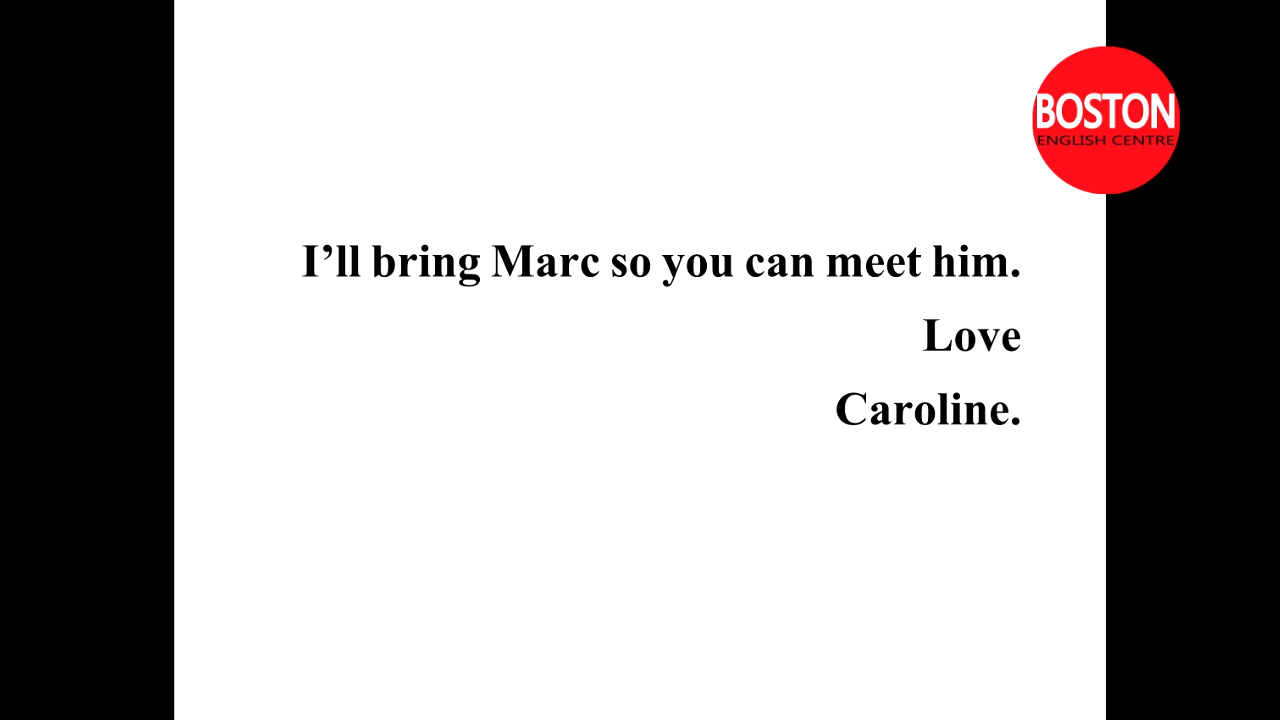 BOSTON
ENGLISH CENTRE
I’ll bring Marc so you can meet him.
Love
Caroline.